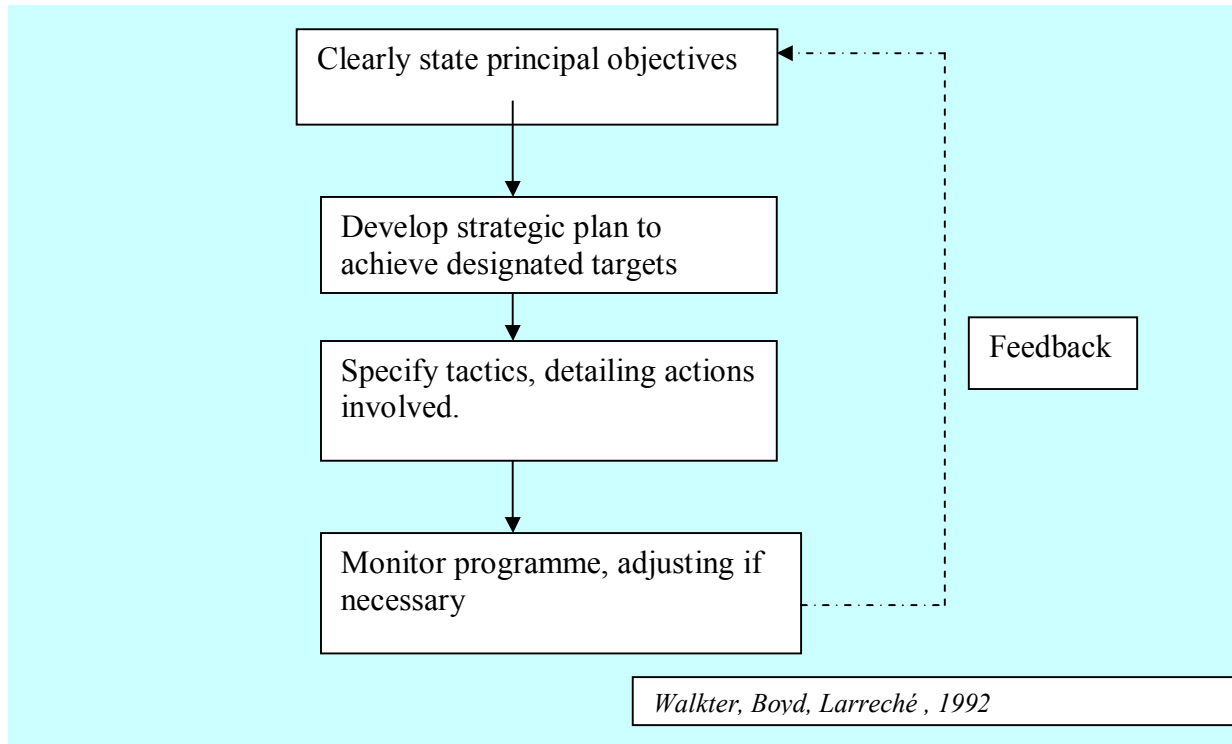 Clearly state principal objectives
Develop strategic plan to
achieve designated targets
Specify tactics, detailing actions
involved.
Feedback
Monitor programme, adjusting if
necessary
Walkter, Boyd, Larreché , 1992